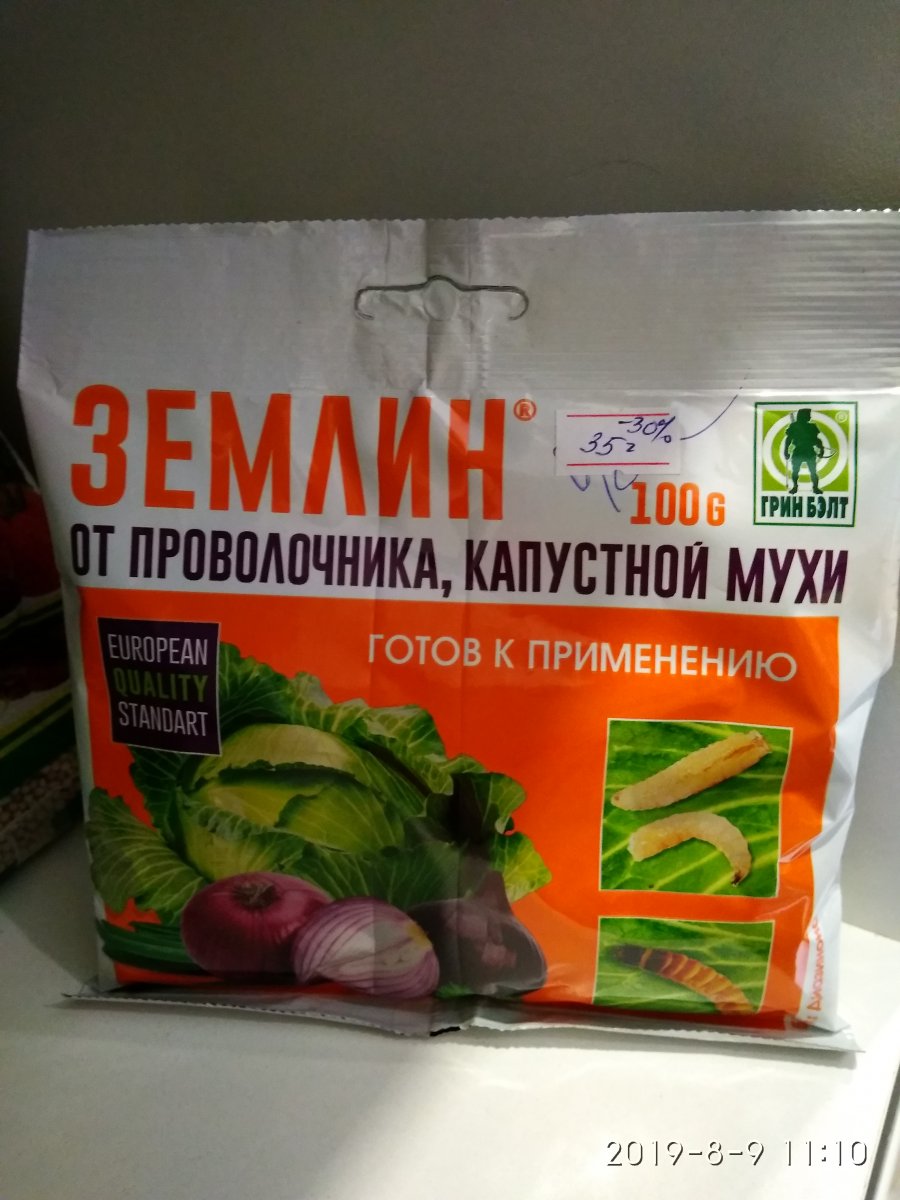 ЗЕМЛИН®
-30%
35г
100G
ГРИН БЭЛТ
ОТ ПРОВОЛОЧНИКА, КАПУСТНОЙ МУХИ
ГОТОВ К ПРИМЕНЕНИЮ
EUROPEAN
QUALITY
STANDART
2019-8-9 11:10